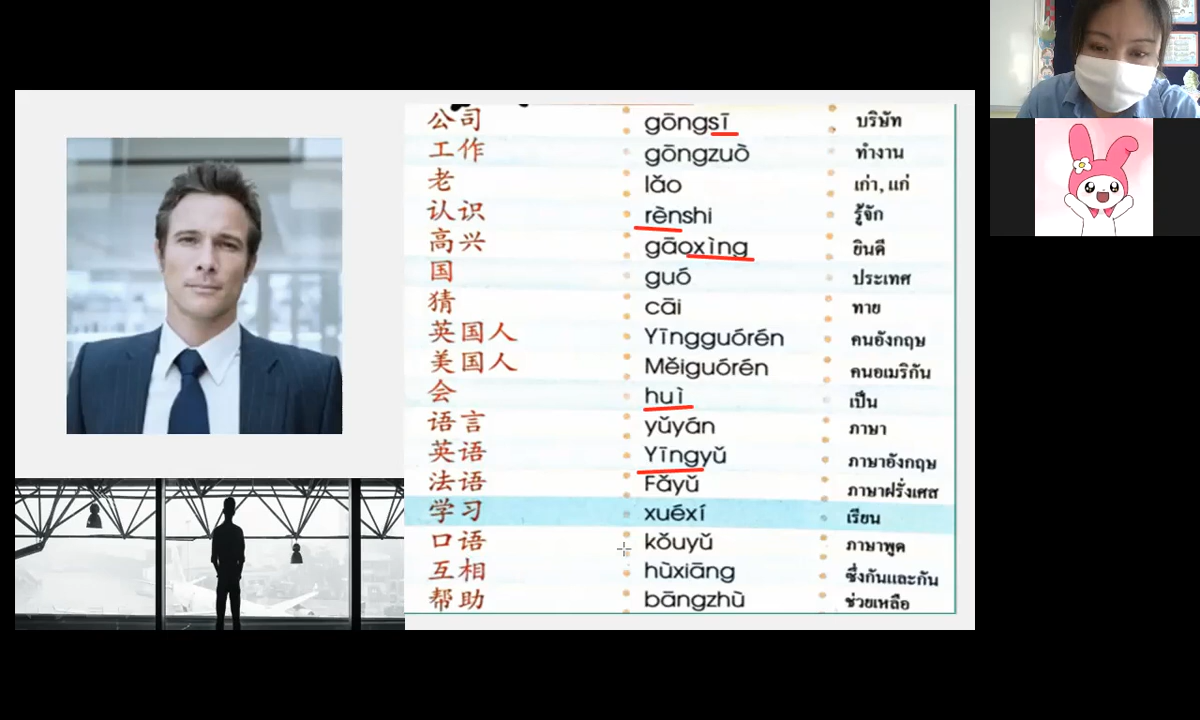 公司 gōngsī บริษัท
工作 gōngzuò ทำงาน
老 lǎo เก่า, แก่
认识 rènshi รู้จัก
高兴 gāoxìng ยินดี
国 guó ประเทศ
猜 cāi ทาย
英国人 Yīngguórén คนอังกฤษ
美国人 Měiguórén คนอเมริกัน
会 huì เป็น
语言 yǔyán ภาษา
英语 Yīngyǔ ภาษาอังกฤษ
法语 Fǎyǔ ภาษาฝรั่งเศส
学习 xuéxí เรียน
口语 kǒuyǔ ภาษาพูด
互相 hùxiāng ซึ่งกันและกัน
帮助 bāngzhù ช่วยเหลือ